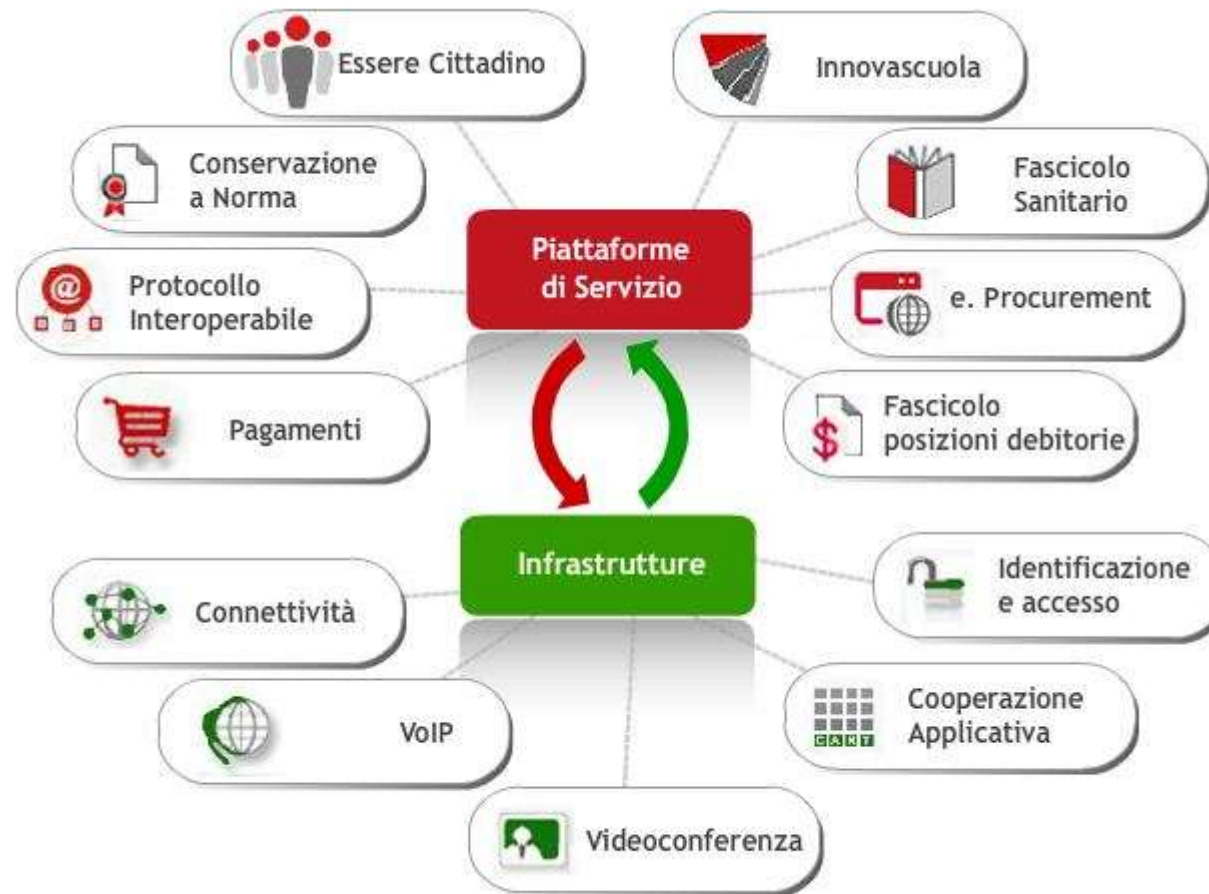 Essere Cittadino
Innovascuola
Conservazione
a Norma
Fascicolo
Sanitario
Piattaforme
di Servizio
Protocollo
Interoperabile
e. Procurement
Pagamenti
Fascicolo
posizioni debitorie
Infrastrutture
Identificazione
e accesso
Connettività
Cooperazione
Applicativa
CART
VoIP
Videoconferenza